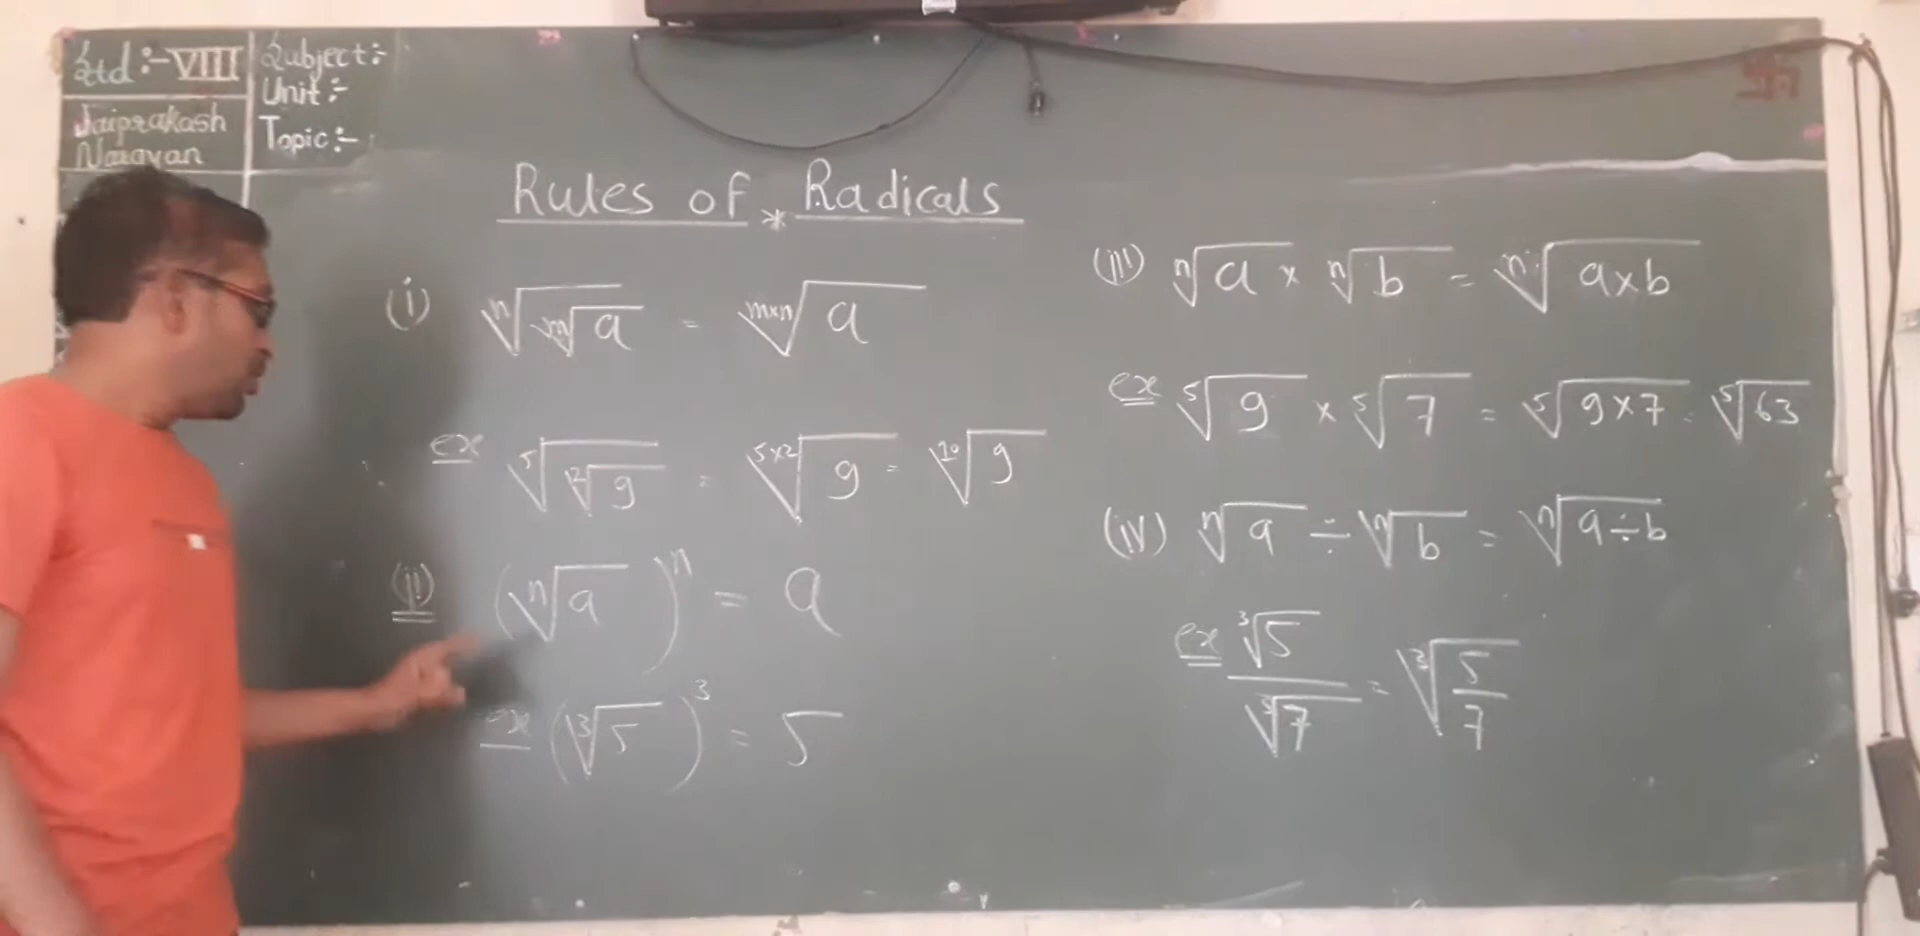 Std :- VIII
Jaiprakash
Narayan
Subject :-
Unit :-
Topic :-
Rules of * Radicals
(i) ⁿ√(ᵐ√a) = ᵐˣⁿ√a
ex ⁵√(²√9) = ⁵ˣ²√9 = ¹⁰√9
(ii) (ⁿ√a)ⁿ = a
ex (³√5)³ = 5
(iii) ⁿ√a × ⁿ√b = ⁿ√(a×b)
ex ⁵√9 × ⁵√7 = ⁵√(9×7) = ⁵√63
(iv) ⁿ√a ÷ ⁿ√b = ⁿ√(a÷b)
ex ³√5 / ³√7 = ³√(5/7)